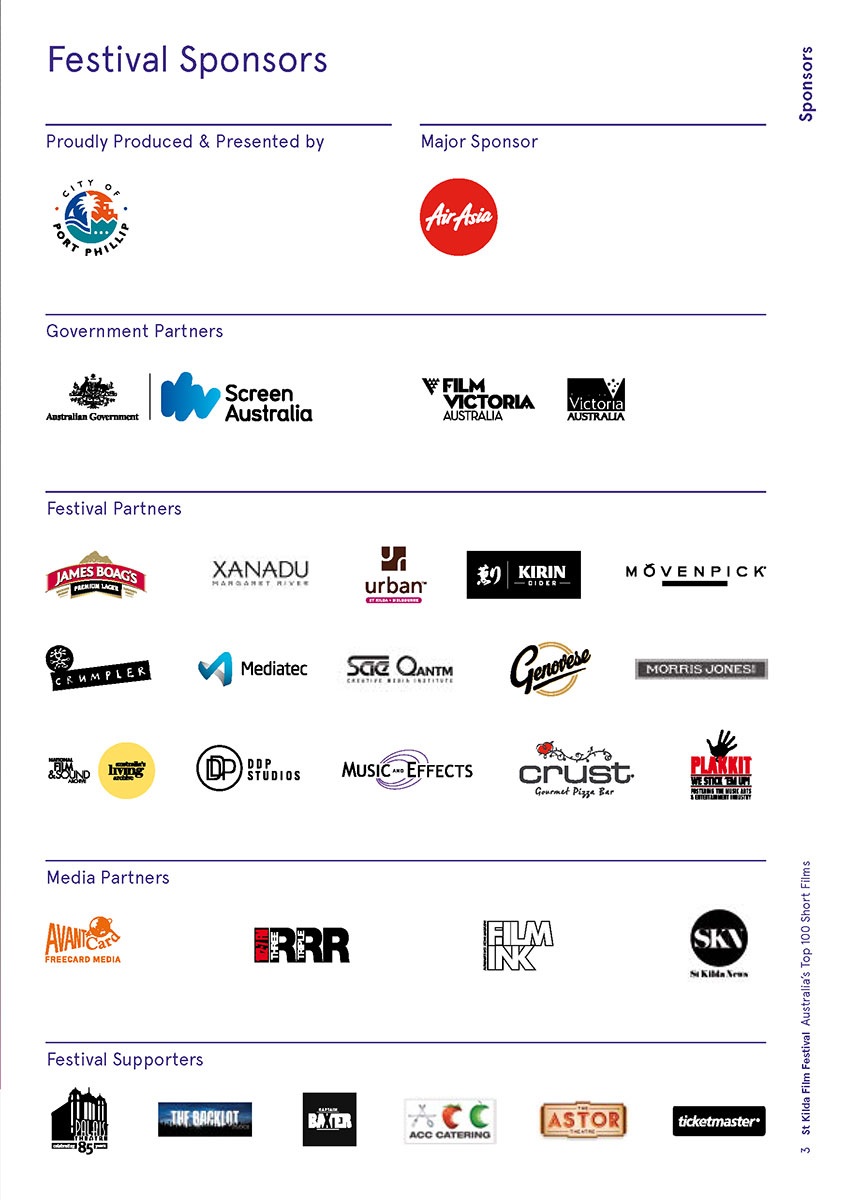 Festival Sponsors
Sponsors
Proudly Produced & Presented by
Major Sponsor
CITY OF
PORT PHILLIP
AirAsia
Government Partners
Australian Government
Screen
Australia
FILM
VICTORIA
AUSTRALIA
Victoria
AUSTRALIA
Festival Partners
JAMES BOAG'S
PREMIUM LAGER
XANADU
MARGARET RIVER
urban™
ST KILDA • MELBOURNE
KIRIN
CIDER
MÖVENPICK
CRUMPLER
Mediatec
SAE QANTM
CREATIVE MEDIA INSTITUTE
Genovese
MORRIS JONES
NATIONAL
FILM
&SOUND
ARCHIVE
australia's
living
archive
DDP
DDP
STUDIOS
MUSIC AND EFFECTS
crust
Gourmet Pizza Bar
PLAKKIT
WE STICK 'EM UP!
FOSTERING THE MUSIC ARTS
& ENTERTAINMENT INDUSTRY
Media Partners
AVANT Card
FREECARD MEDIA
THREE
TRIPLE
RRR
FILM
INK
SKN
St Kilda News
Festival Supporters
PALAIS
THEATRE
celebrating 85 years
THE BACKLOT
CAPTAIN
BAXTER
ACC CATERING
THE
ASTOR
THEATRE
ticketmaster®
3 St Kilda Film Festival Australia's Top 100 Short Films